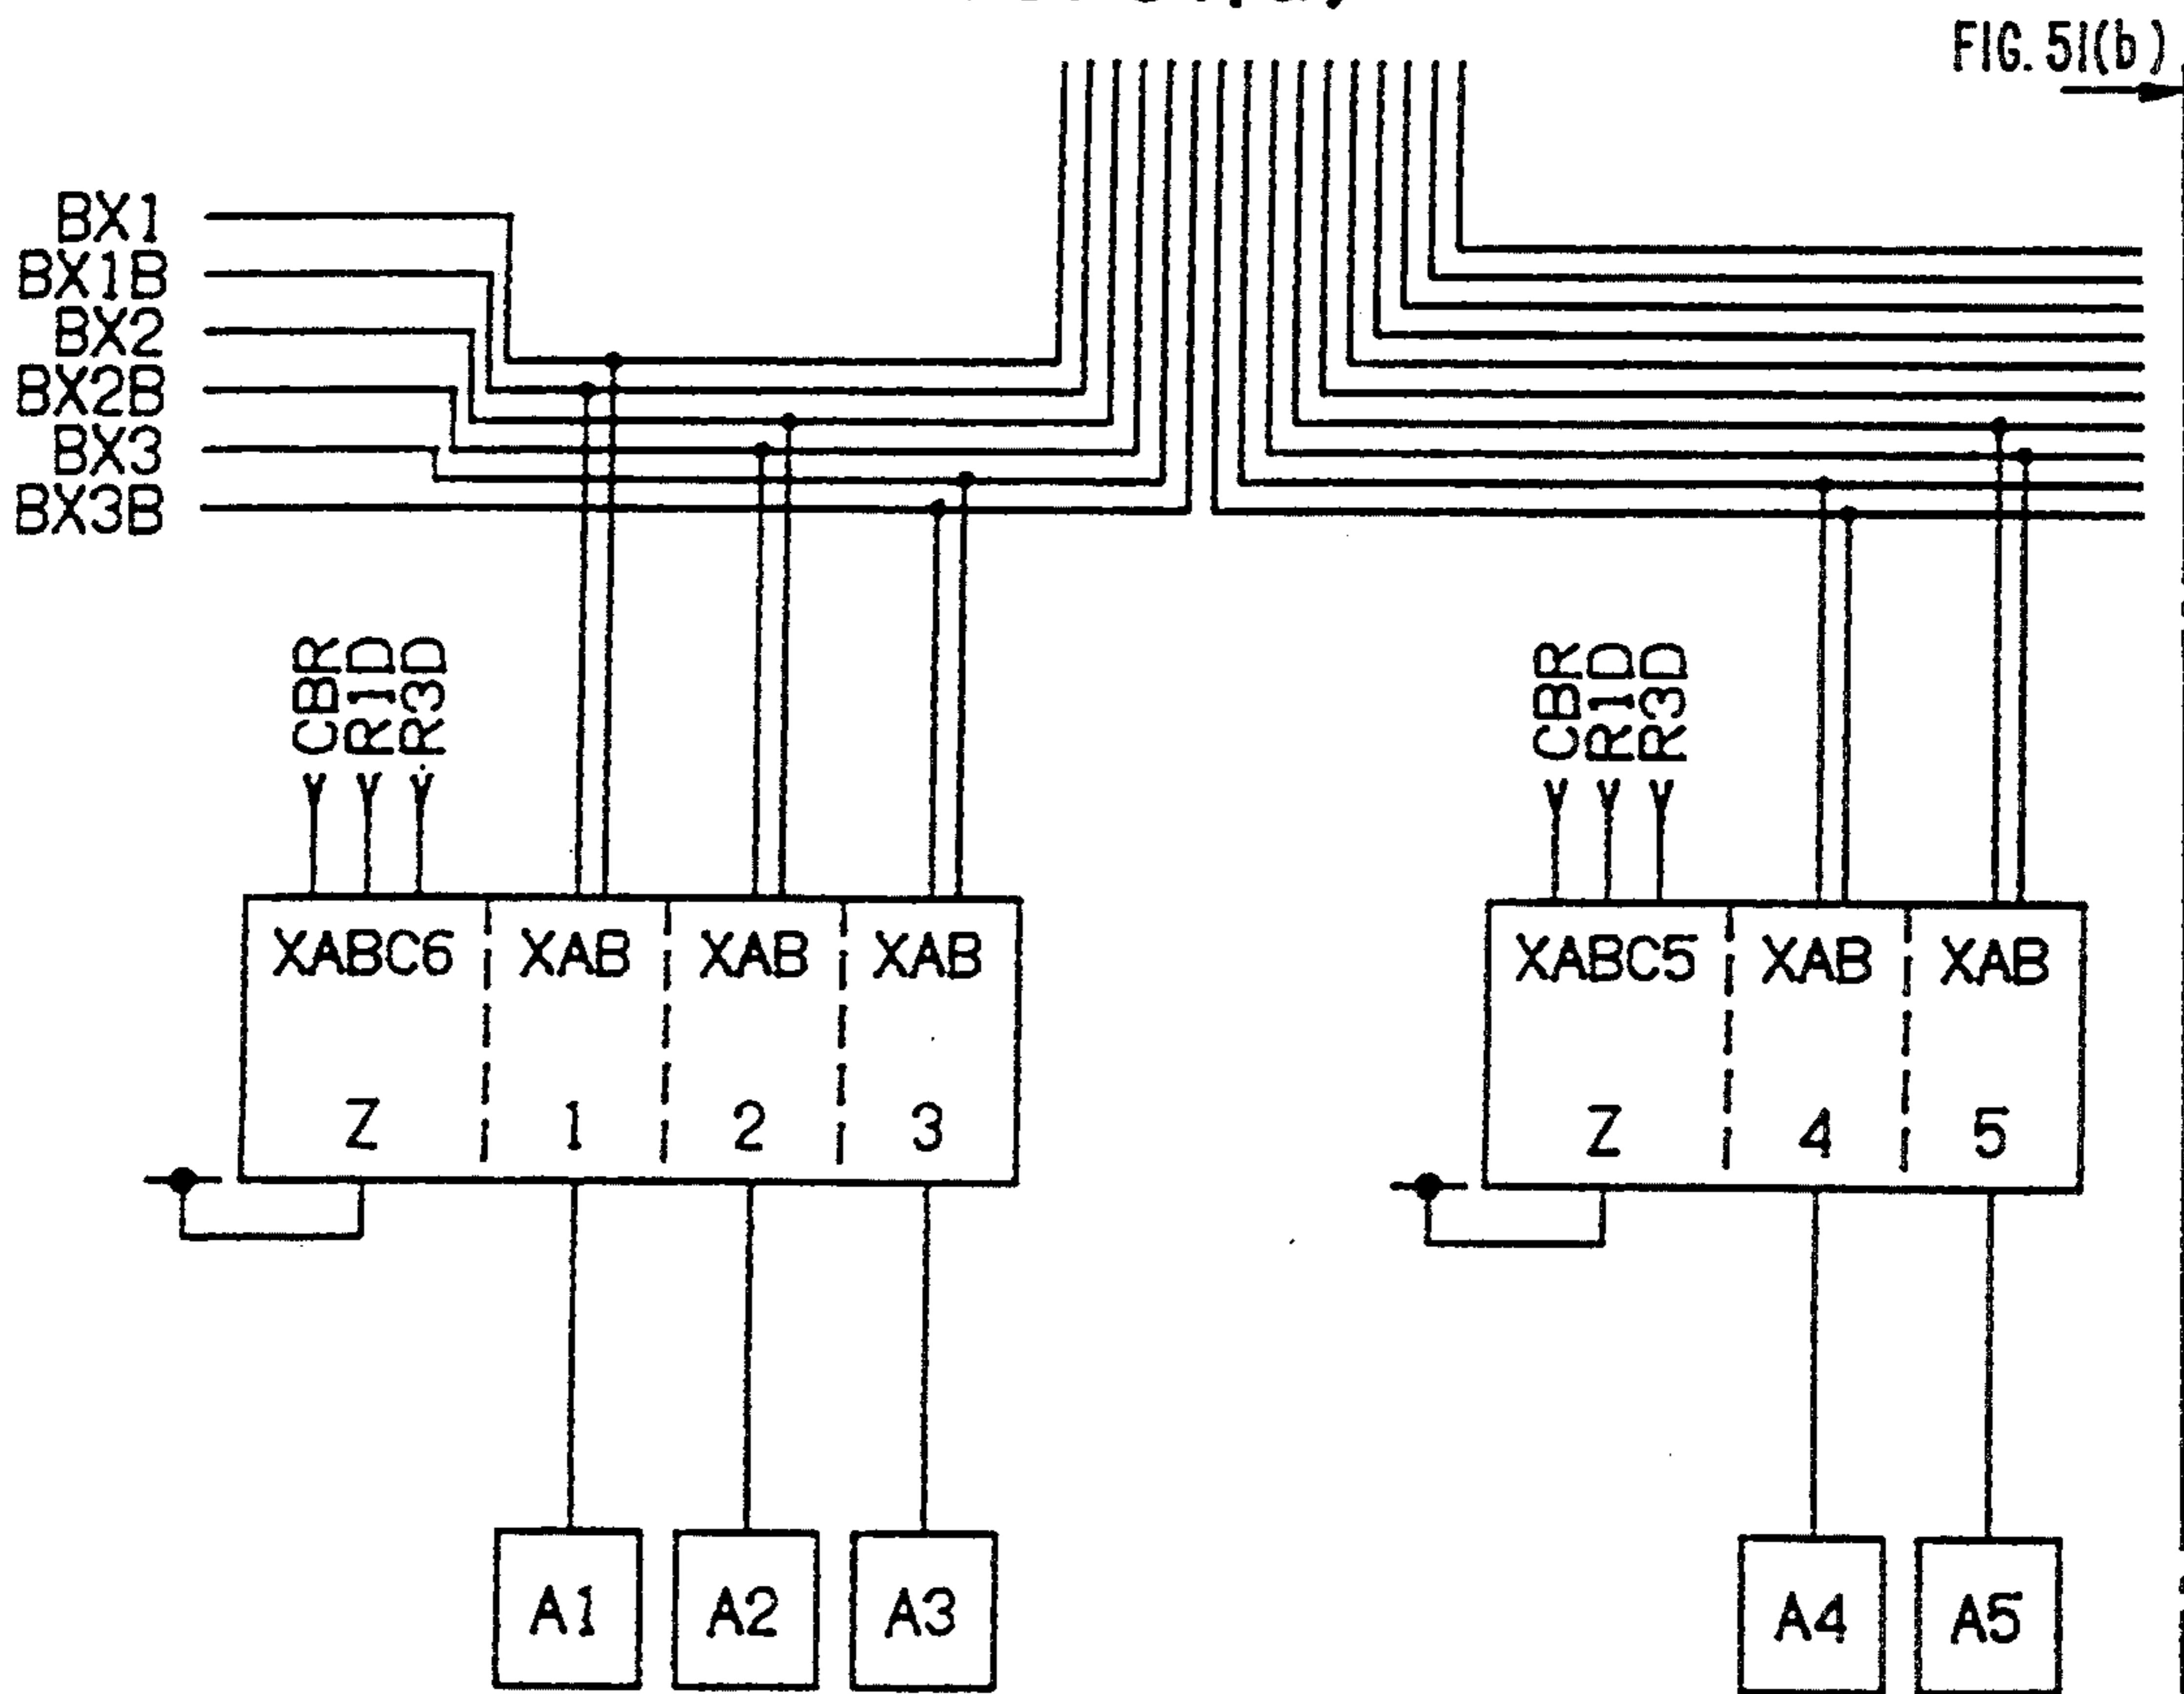 FIG. 51(b)
BX1
BX1B
BX2
BX2B
BX3
BX3B
CBR
R1D
R3D
CBR
R1D
R3D
XABC6 XAB XAB XAB
Z 1 2 3
XABC5 XAB XAB
Z 4 5
A1 A2 A3
A4 A5